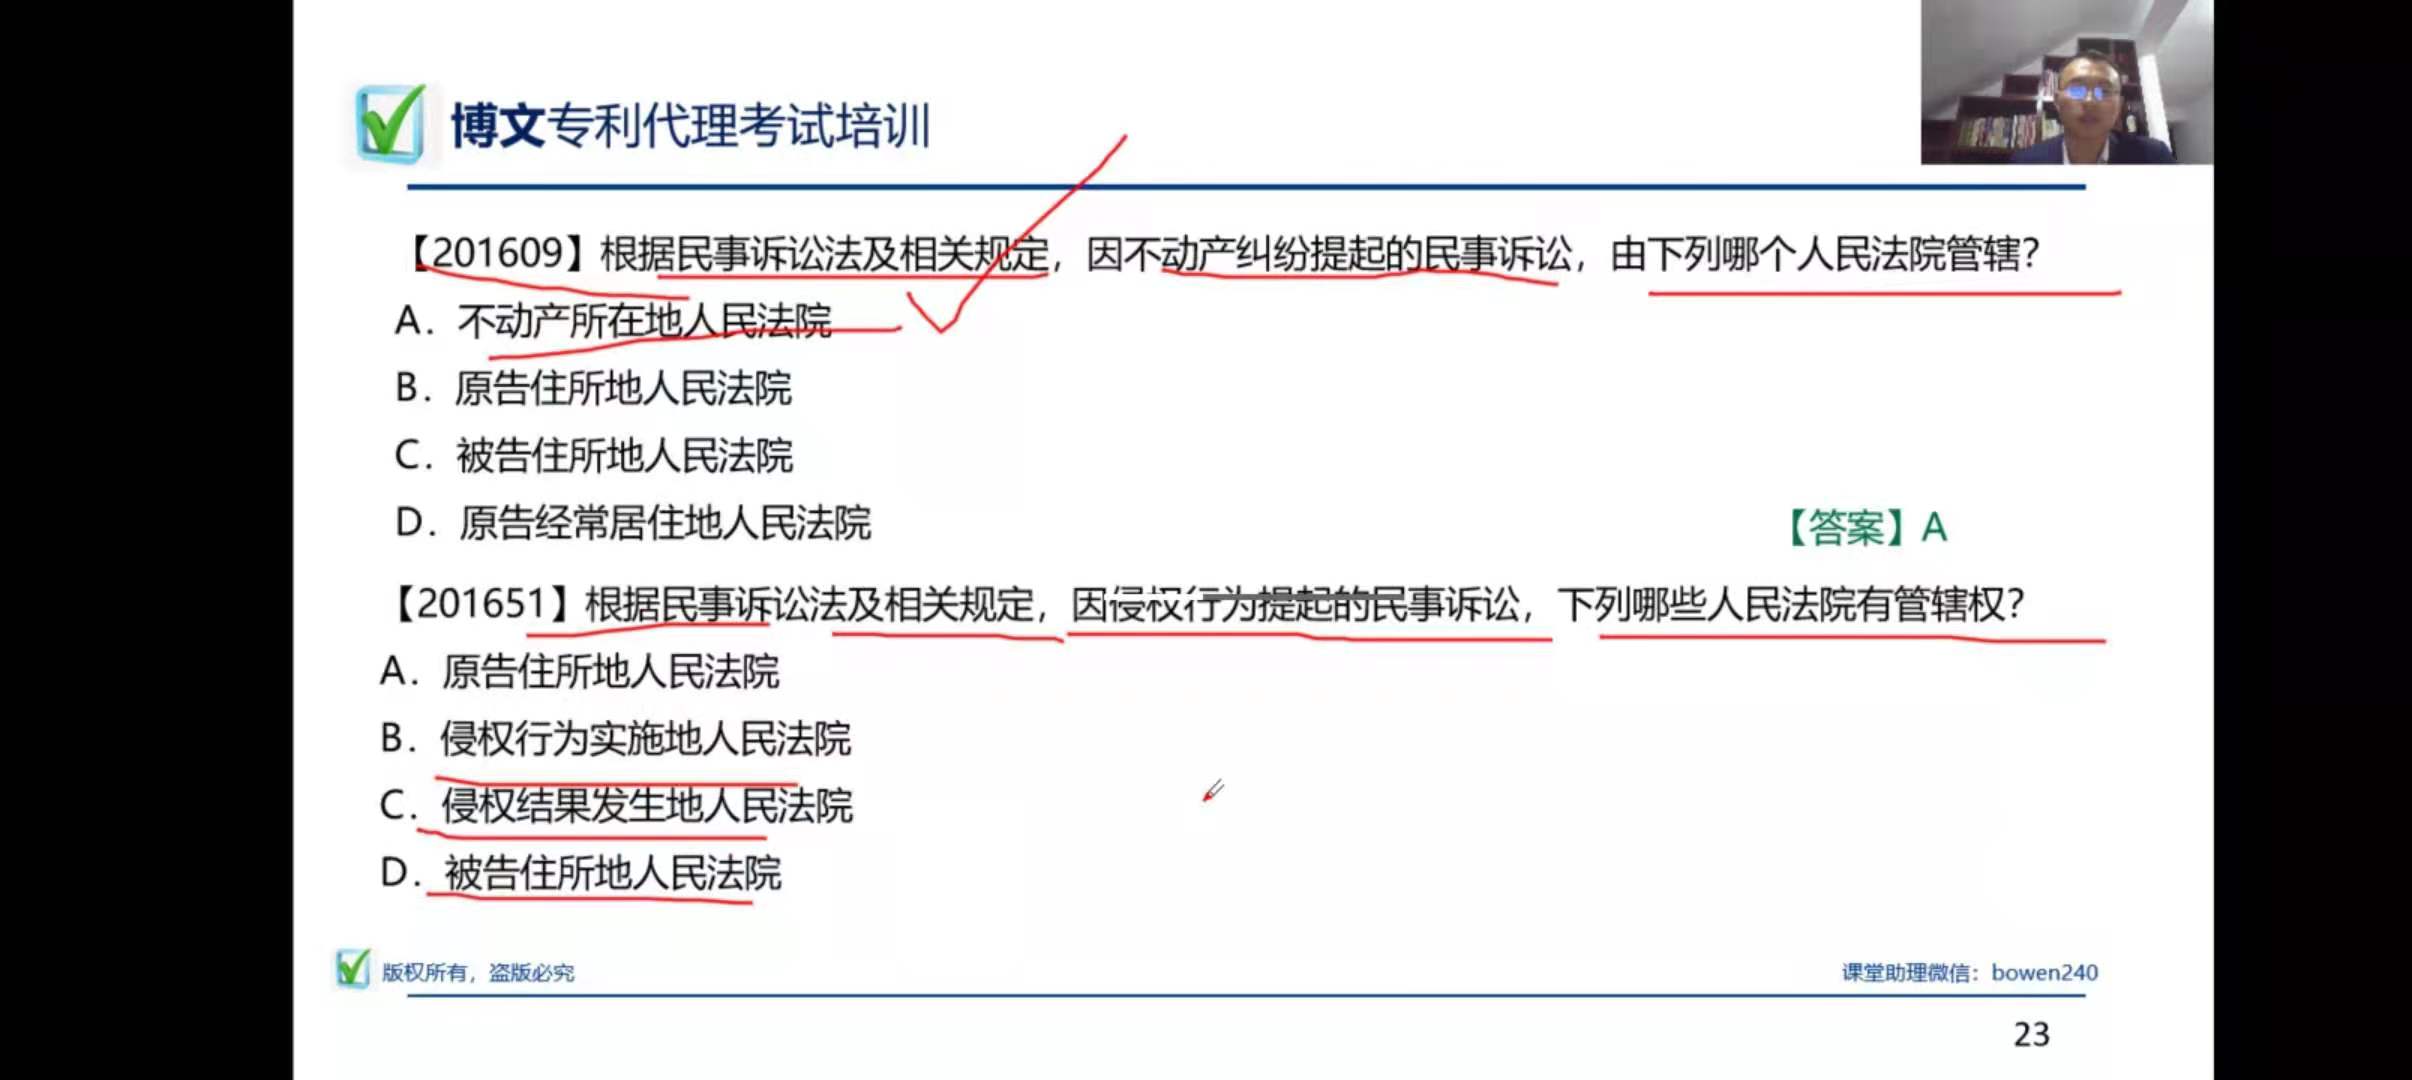 博文专利代理考试培训
【201609】根据民事诉讼法及相关规定，因不动产纠纷提起的民事诉讼，由下列哪个人民法院管辖？
A．不动产所在地人民法院
B．原告住所地人民法院
C．被告住所地人民法院
D．原告经常居住地人民法院
【答案】A
【201651】根据民事诉讼法及相关规定，因侵权行为提起的民事诉讼，下列哪些人民法院有管辖权？
A．原告住所地人民法院
B．侵权行为实施地人民法院
C．侵权结果发生地人民法院
D．被告住所地人民法院
版权所有，盗版必究
课堂助理微信：bowen240
23